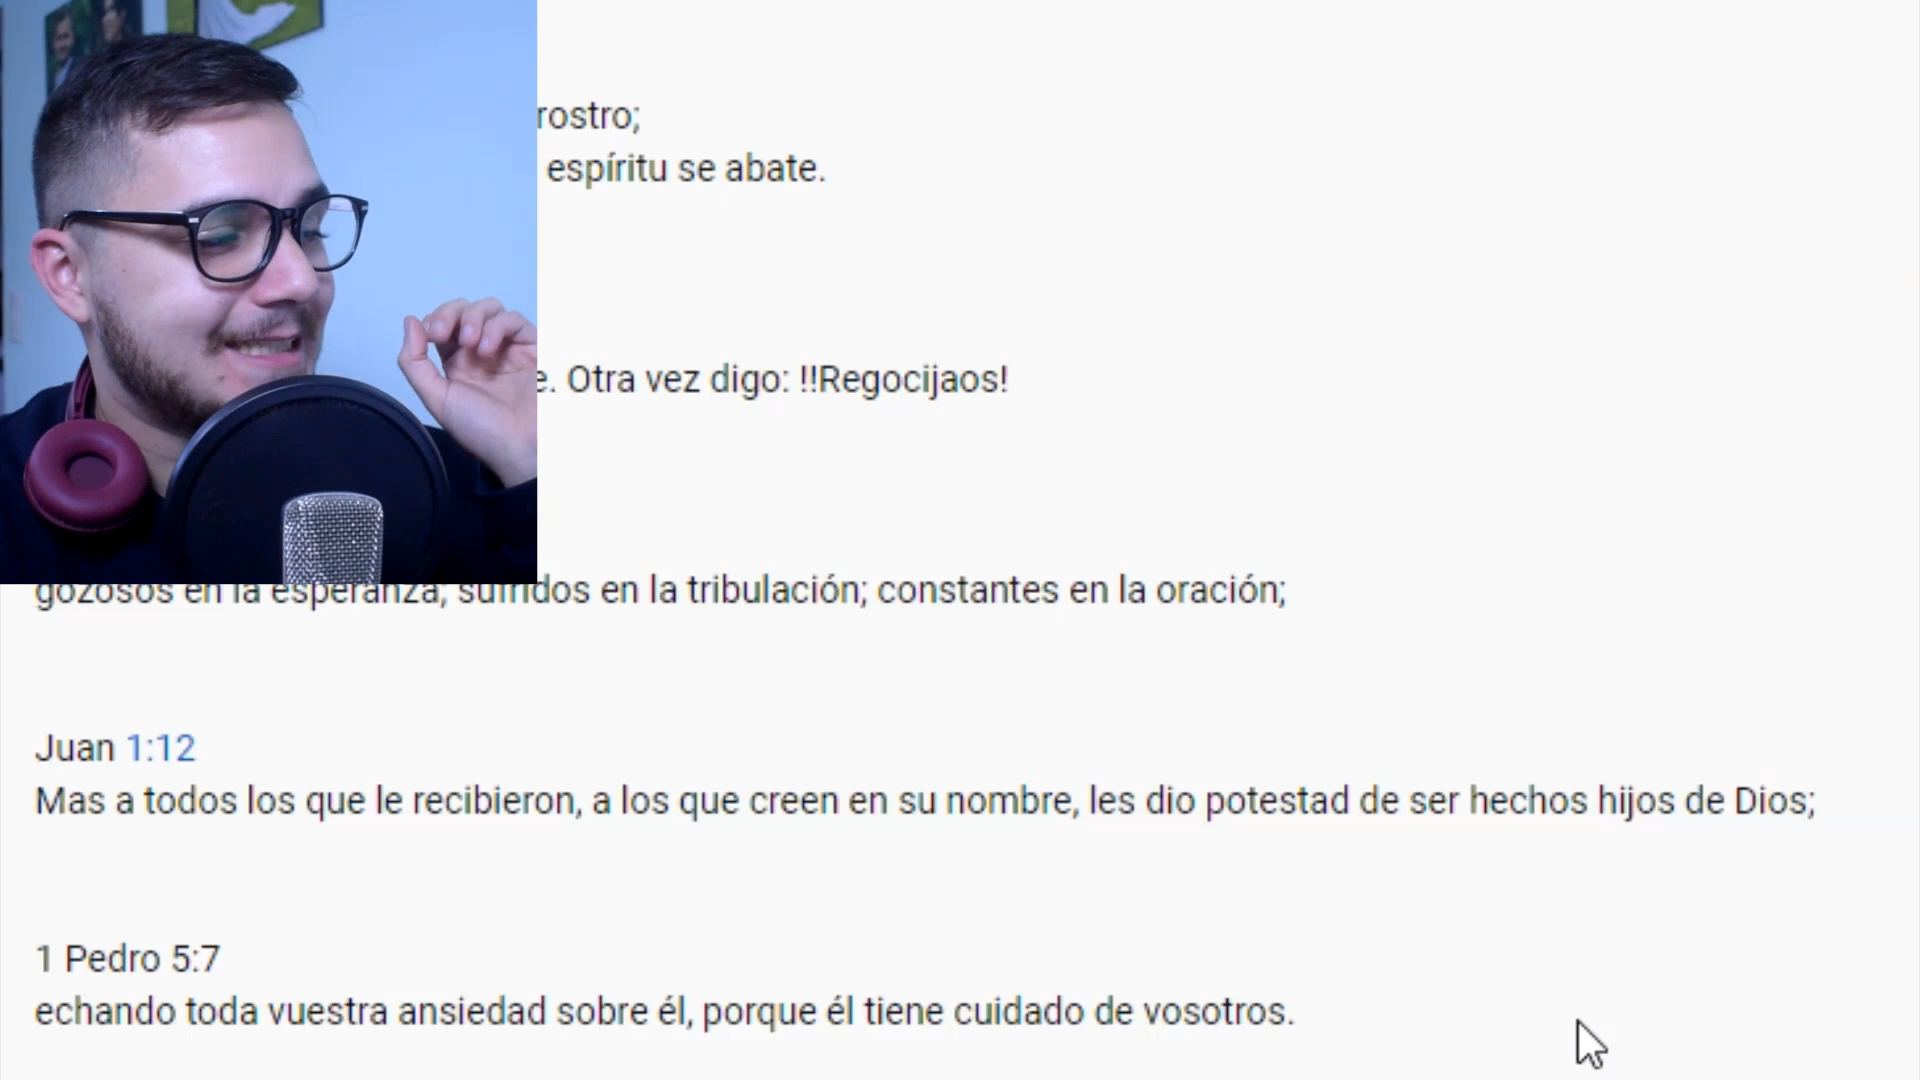 rostro;
espíritu se abate.
e. Otra vez digo: !!Regocijaos!
gozosos en la esperanza; sufridos en la tribulación; constantes en la oración;
Juan 1:12
Mas a todos los que le recibieron, a los que creen en su nombre, les dio potestad de ser hechos hijos de Dios;
1 Pedro 5:7
echando toda vuestra ansiedad sobre él, porque él tiene cuidado de vosotros.